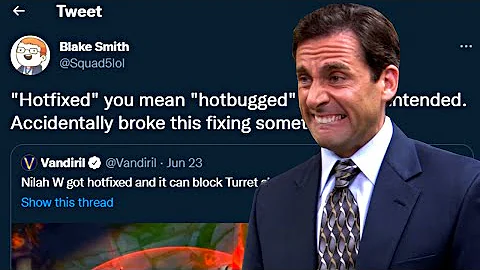 Tweet
Blake Smith
@Squad5lol
"Hotfixed" you mean "hotbugged"
Accidentally broke this fixing
Vandiril @Vandiril · Jun 23
Nilah W got hotfixed and it can block Turret
Show this thread